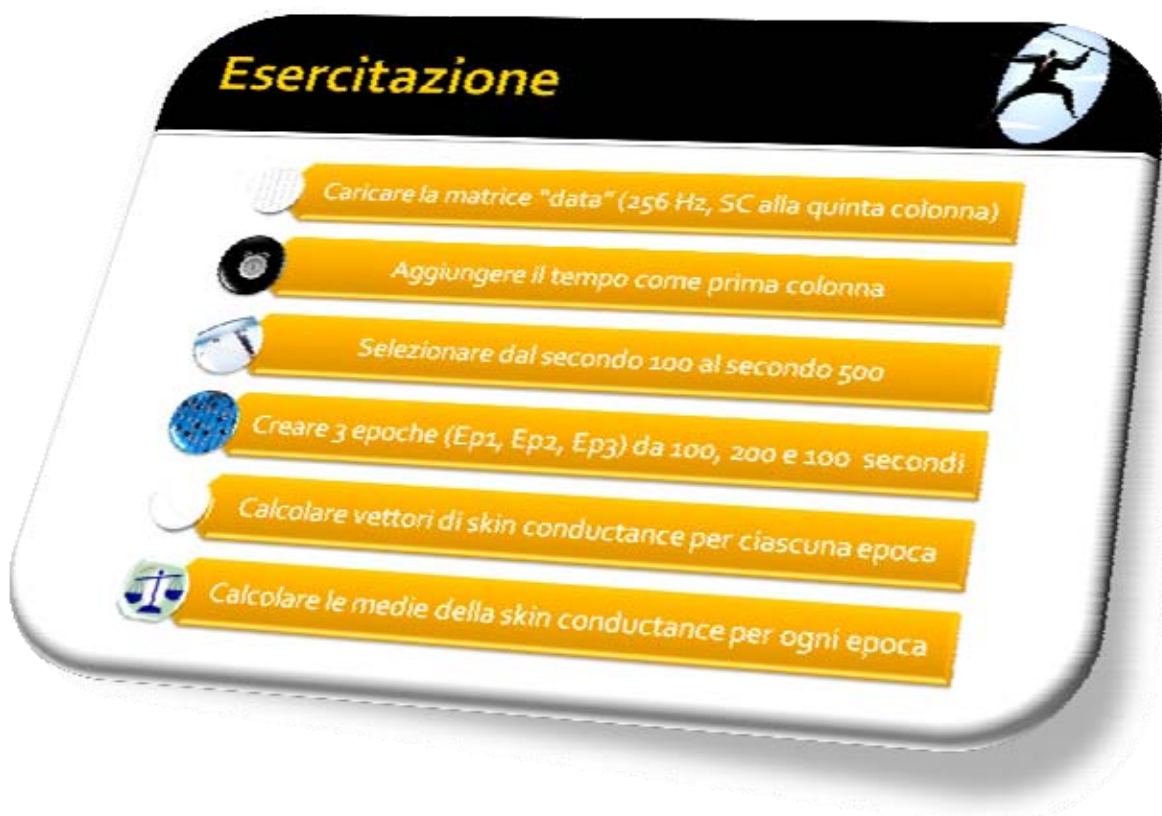 Esercitazione
Caricare la matrice "data" (256 Hz, SC alla quinta colonna)
Aggiungere il tempo come prima colonna
Selezionare dal secondo 100 al secondo 500
Creare 3 epoche (Ep1, Ep2, Ep3) da 100, 200 e 100 secondi
Calcolare vettori di skin conductance per ciascuna epoca
Calcolare le medie della skin conductance per ogni epoca